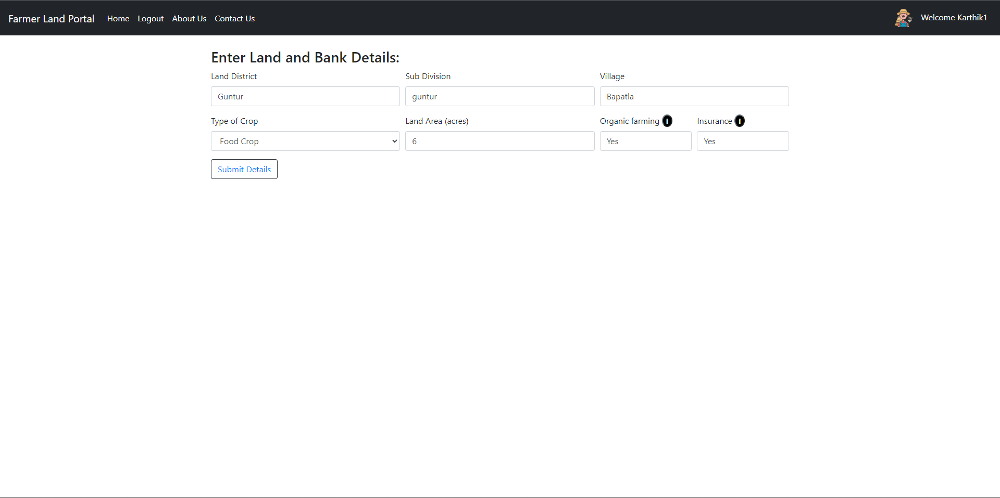 Farmer Land Portal Home Logout About Us Contact Us Welcome Karthik1
Enter Land and Bank Details:
Land District Sub Division Village
Guntur guntur Bapatla
Type of Crop Land Area (acres) Organic farming i Insurance i
Food Crop 6 Yes Yes
Submit Details